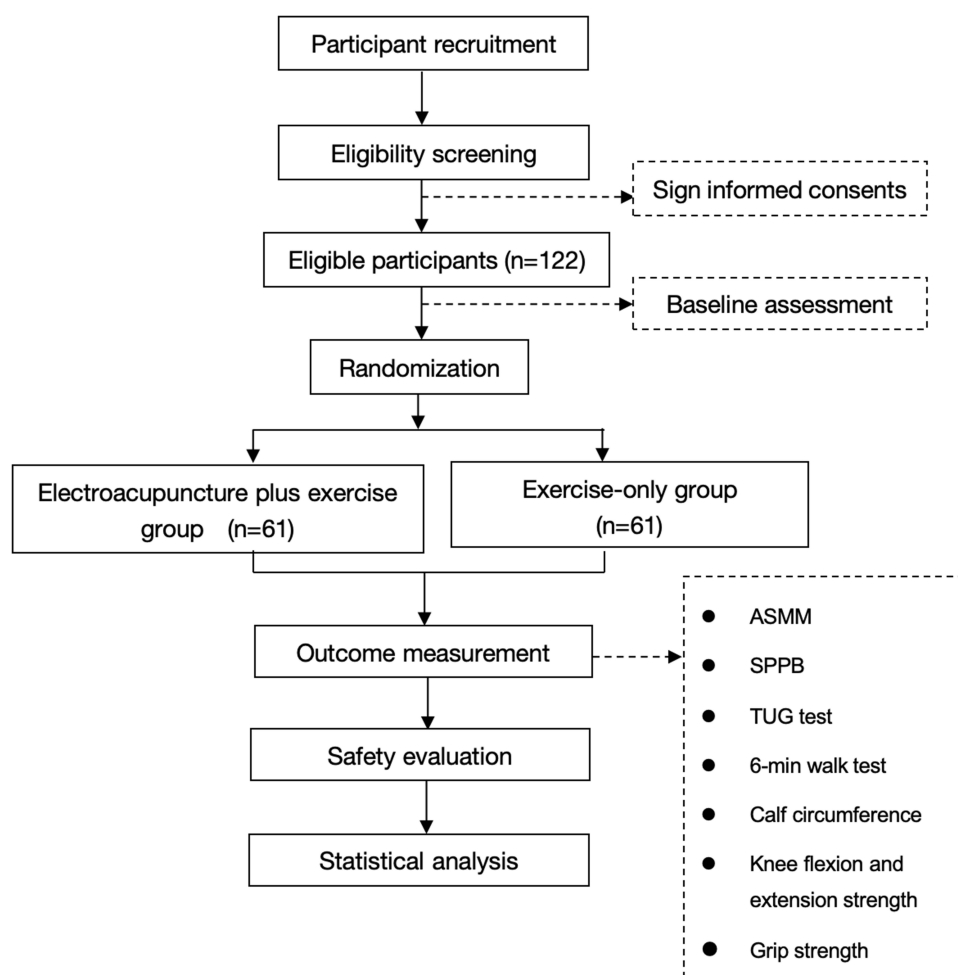 Participant recruitment
Eligibility screening
Sign informed consents
Eligible participants (n=122)
Baseline assessment
Randomization
Electroacupuncture plus exercise
group (n=61)
Exercise-only group
(n=61)
Outcome measurement
● ASMM
● SPPB
● TUG test
● 6-min walk test
● Calf circumference
● Knee flexion and
extension strength
● Grip strength
Safety evaluation
Statistical analysis